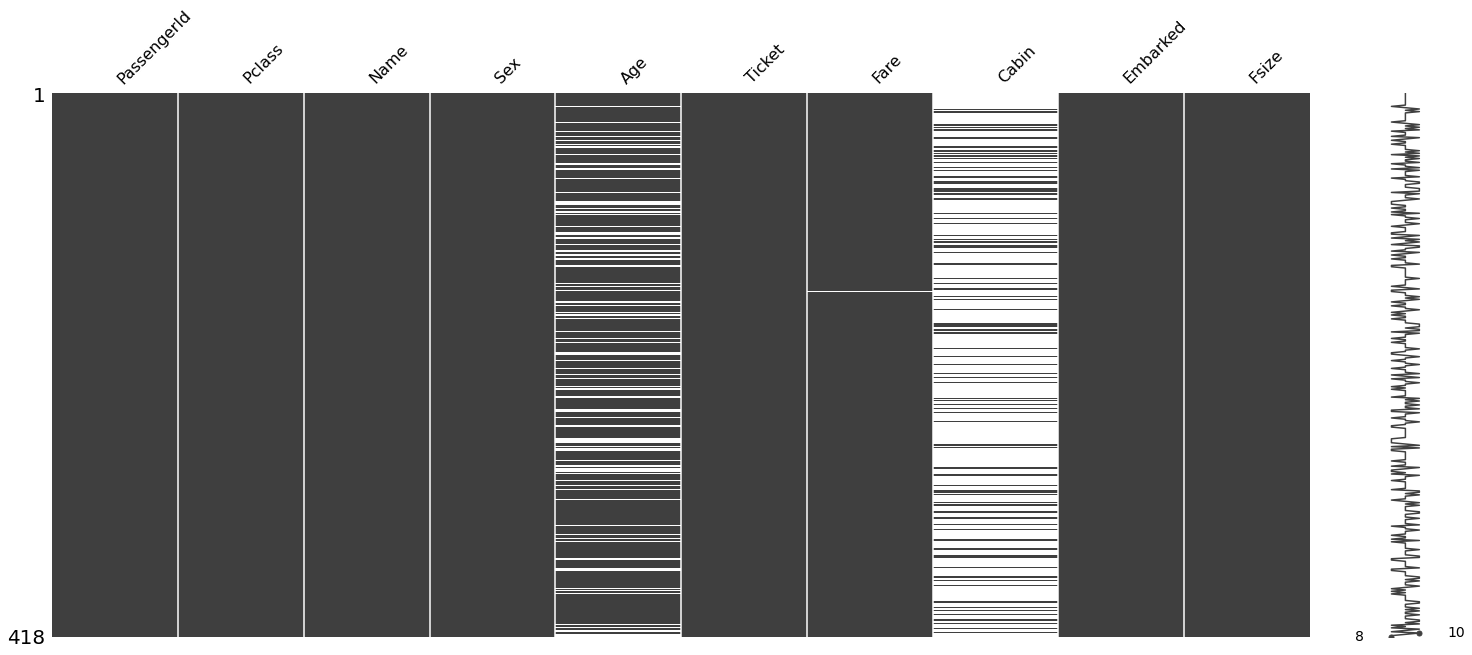 PassengerId
Pclass
Name
Sex
Age
Ticket
Fare
Cabin
Embarked
Fsize
1
418
8
10